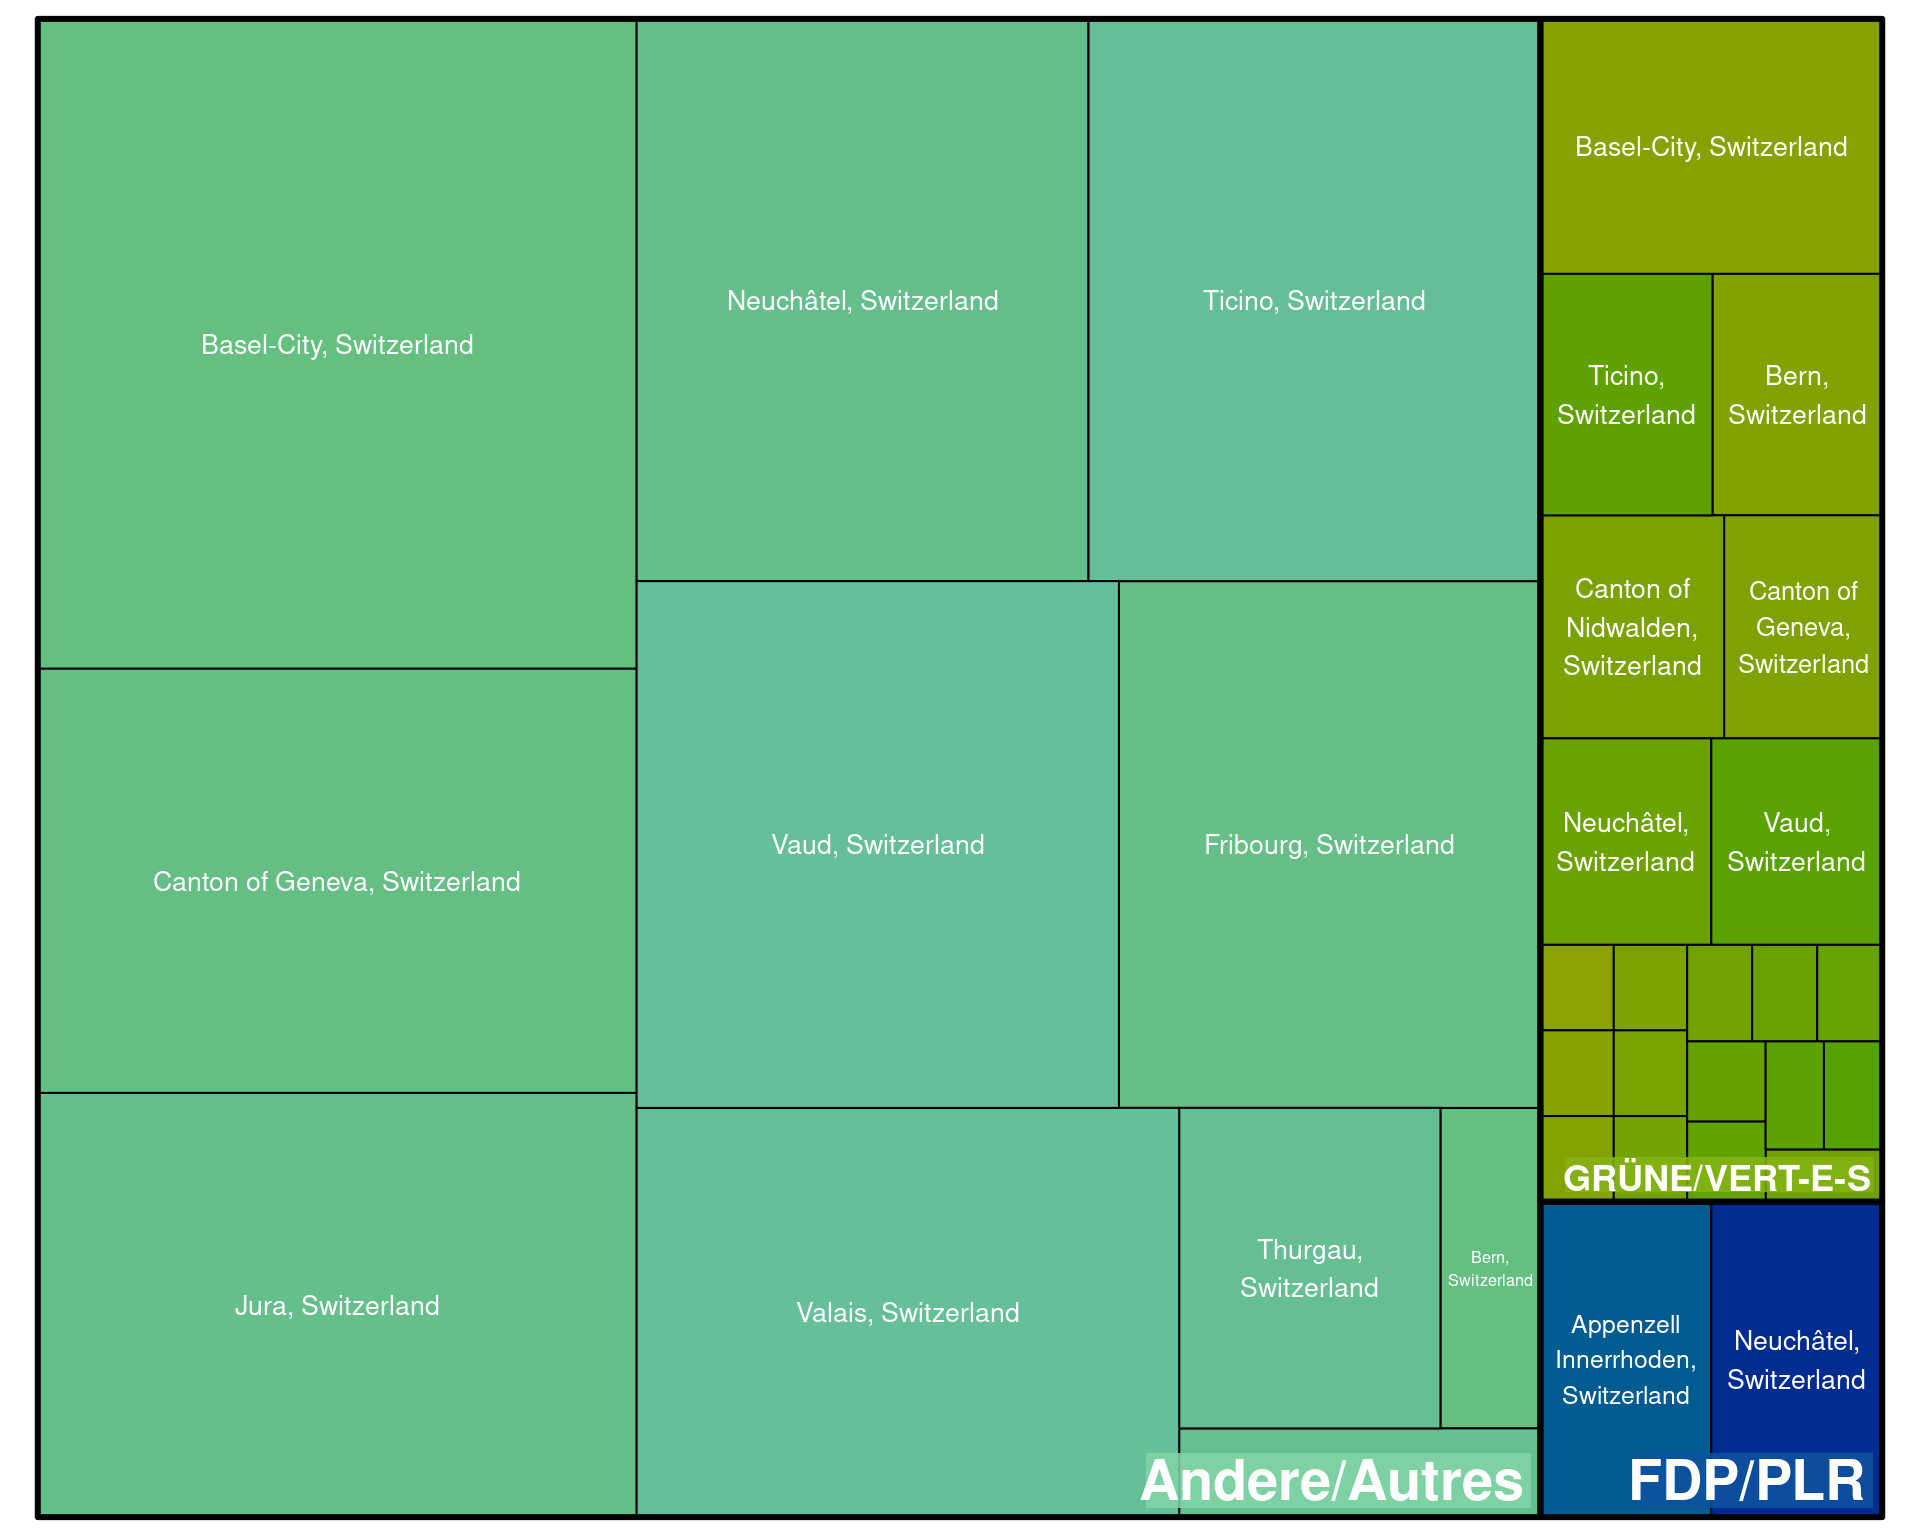 Basel-City, Switzerland
Canton of Geneva, Switzerland
Jura, Switzerland
Neuchâtel, Switzerland
Ticino, Switzerland
Vaud, Switzerland
Fribourg, Switzerland
Valais, Switzerland
Thurgau,
Switzerland
Bern,
Switzerland
Andere/Autres
Basel-City, Switzerland
Ticino,
Switzerland
Bern,
Switzerland
Canton of
Nidwalden,
Switzerland
Canton of
Geneva,
Switzerland
Neuchâtel,
Switzerland
Vaud,
Switzerland
GRÜNE/VERT-E-S
Appenzell
Innerrhoden,
Switzerland
Neuchâtel,
Switzerland
FDP/PLR